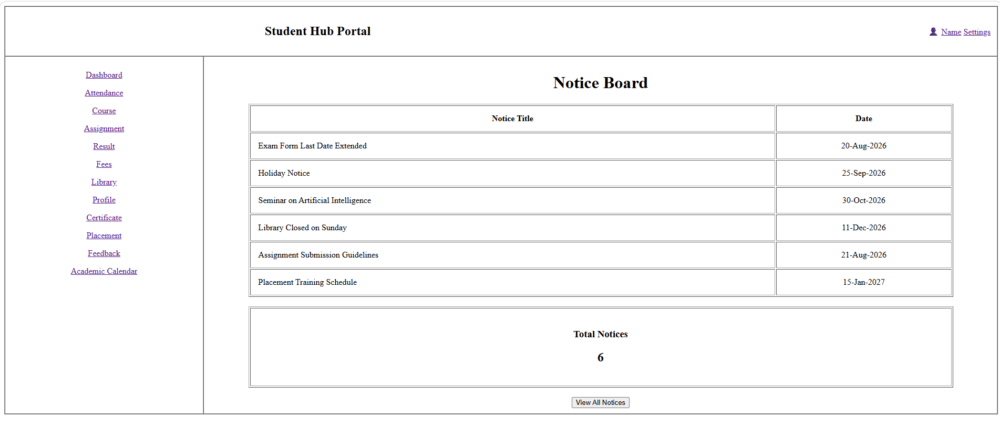 Student Hub Portal
Name Settings
Dashboard
Attendance
Course
Assignment
Result
Fees
Library
Profile
Certificate
Placement
Feedback
Academic Calendar
Notice Board
Notice Title Date
Exam Form Last Date Extended 20-Aug-2026
Holiday Notice 25-Sep-2026
Seminar on Artificial Intelligence 30-Oct-2026
Library Closed on Sunday 11-Dec-2026
Assignment Submission Guidelines 21-Aug-2026
Placement Training Schedule 15-Jan-2027
Total Notices
6
View All Notices